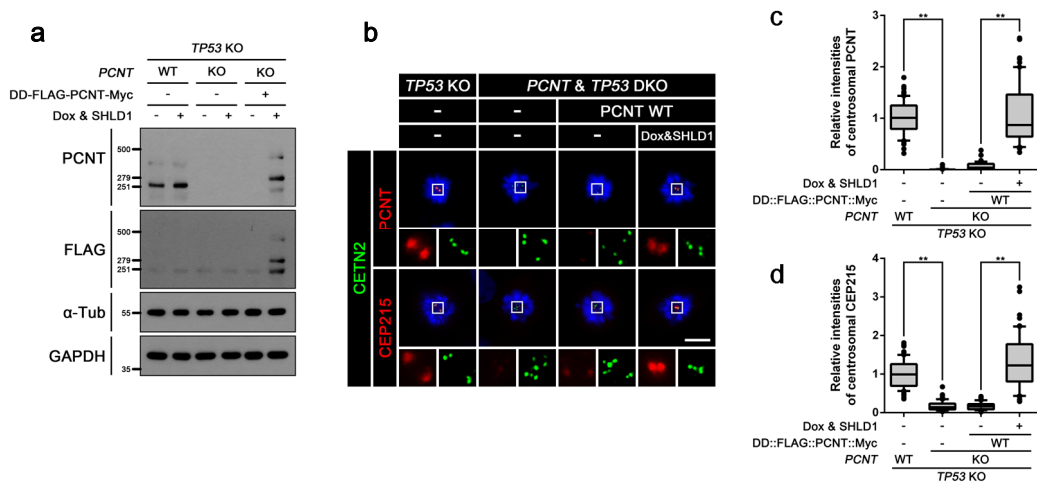 a
TP53 KO
PCNT WT KO KO
DD-FLAG-PCNT-Myc - - +
Dox & SHLD1 - + - + - +
PCNT
500
279
251
FLAG
500
279
251
α-Tub
55
GAPDH
35
b
TP53 KO PCNT & TP53 DKO
- - PCNT WT
- - - Dox&SHLD1
CETN2
PCNT
CEP215
c
Relative intensities
of centrosomal PCNT
3
2
1
0
** **
Dox & SHLD1 - - - +
DD::FLAG::PCNT::Myc - - WT
PCNT WT KO
TP53 KO
d
Relative intensities
of centrosomal CEP215
4
3
2
1
0
** **
Dox & SHLD1 - - - +
DD::FLAG::PCNT::Myc - - WT
PCNT WT KO
TP53 KO